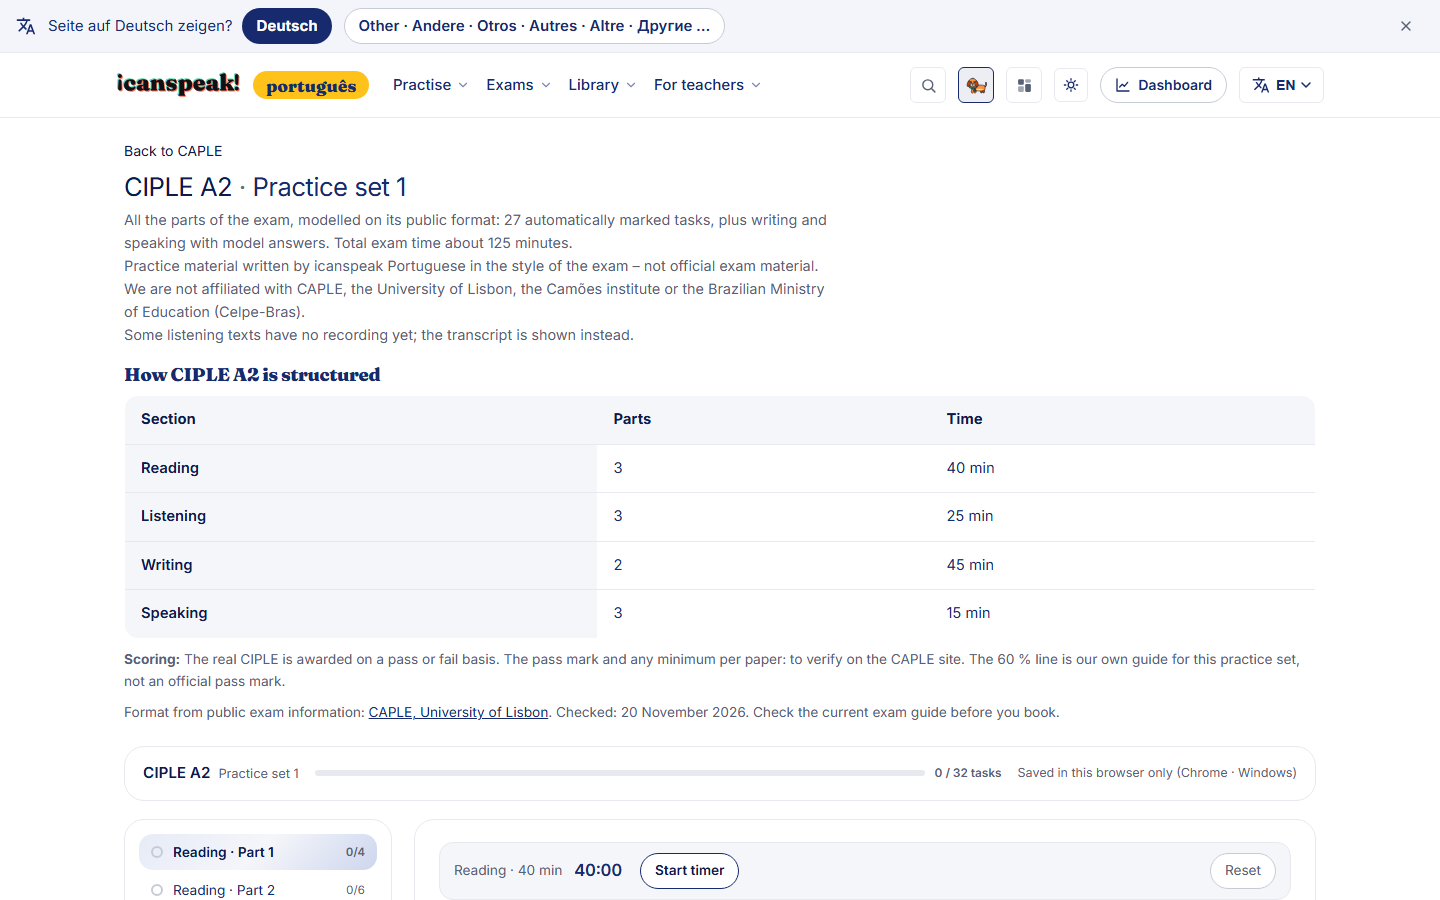 Seite auf Deutsch zeigen? Deutsch Other · Andere · Otros · Autres · Altre · Другие ...
icanspeak! português Practise Exams Library For teachers Dashboard EN
Back to CAPLE
CIPLE A2 · Practice set 1
All the parts of the exam, modelled on its public format: 27 automatically marked tasks, plus writing and
speaking with model answers. Total exam time about 125 minutes.
Practice material written by icanspeak Portuguese in the style of the exam – not official exam material.
We are not affiliated with CAPLE, the University of Lisbon, the Camões institute or the Brazilian Ministry
of Education (Celpe-Bras).
Some listening texts have no recording yet; the transcript is shown instead.
How CIPLE A2 is structured
Section Parts Time
Reading 3 40 min
Listening 3 25 min
Writing 2 45 min
Speaking 3 15 min
Scoring: The real CIPLE is awarded on a pass or fail basis. The pass mark and any minimum per paper: to verify on the CAPLE site. The 60 % line is our own guide for this practice set,
not an official pass mark.
Format from public exam information: CAPLE, University of Lisbon. Checked: 20 November 2026. Check the current exam guide before you book.
CIPLE A2 Practice set 1 0 / 32 tasks Saved in this browser only (Chrome · Windows)
Reading · Part 1 0/4
Reading · 40 min 40:00 Start timer Reset
Reading · Part 2 0/6